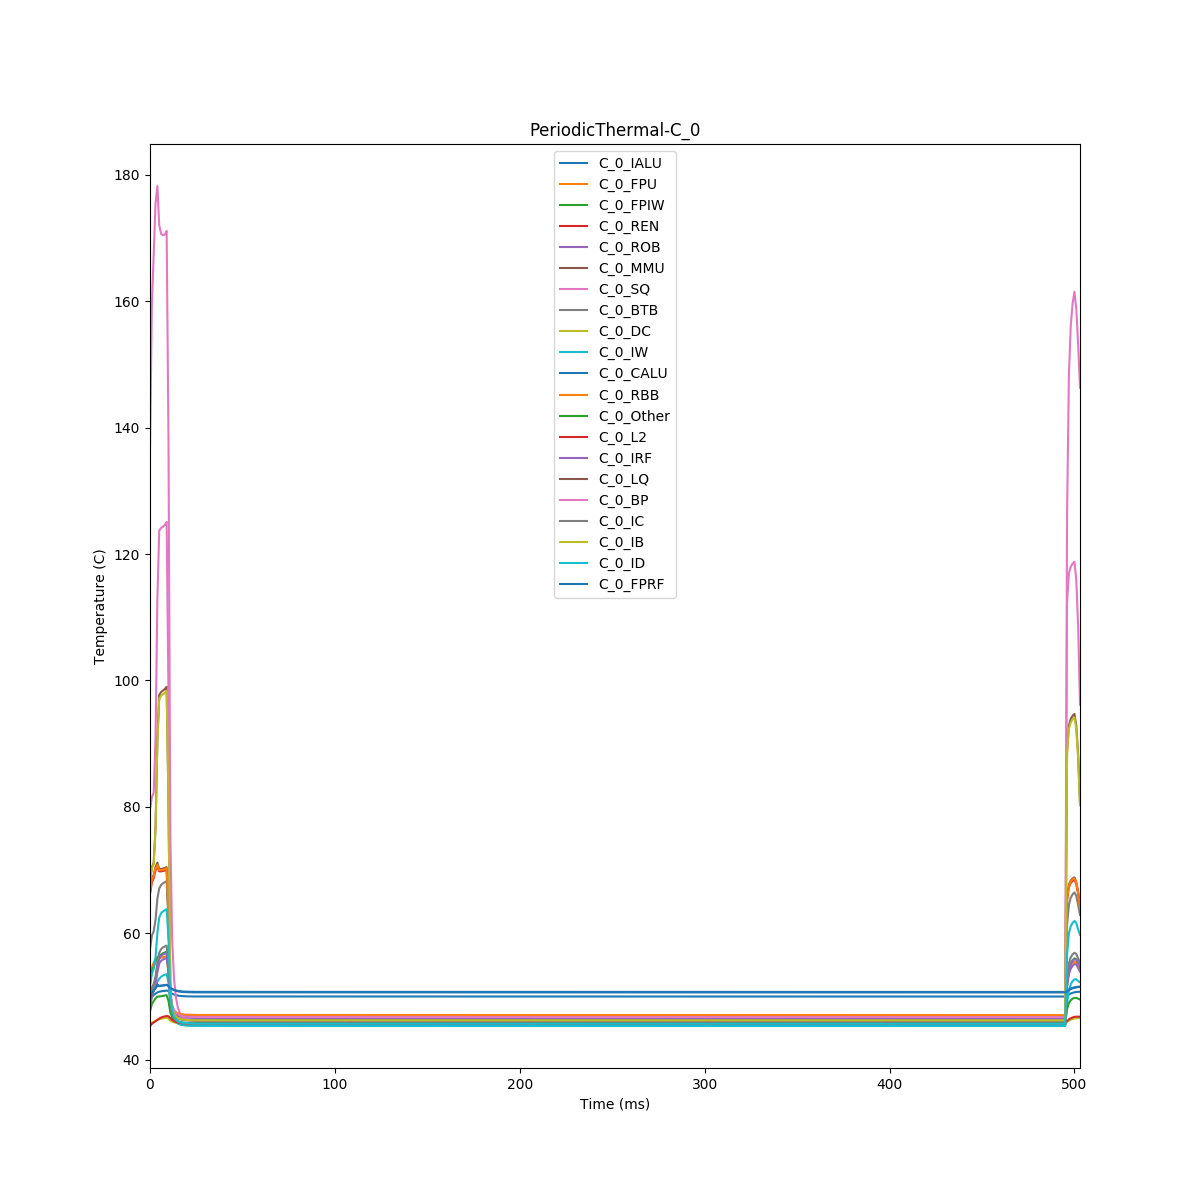 PeriodicThermal-C_0
C_0_IALU
C_0_FPU
C_0_FPIW
C_0_REN
C_0_ROB
C_0_MMU
C_0_SQ
C_0_BTB
C_0_DC
C_0_IW
C_0_CALU
C_0_RBB
C_0_Other
C_0_L2
C_0_IRF
C_0_LQ
C_0_BP
C_0_IC
C_0_IB
C_0_ID
C_0_FPRF
Temperature (C)
180
160
140
120
100
80
60
40
0 100 200 300 400 500
Time (ms)